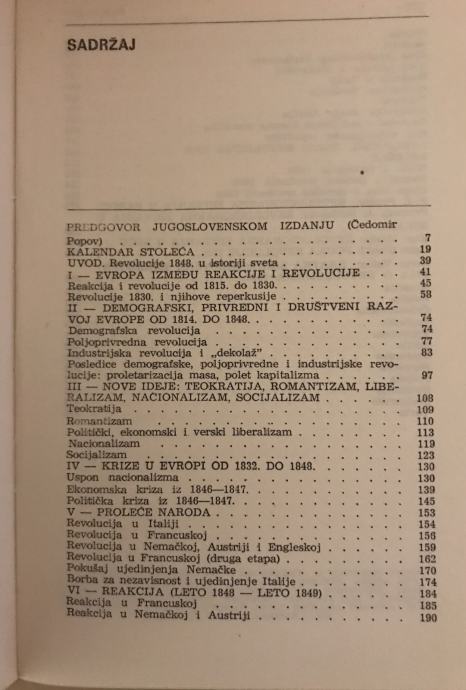 SADRŽAJ
PREDGOVOR JUGOSLOVENSKOM IZDANJU (Čedomir
Popov) . . . . . . . . . . . . . . . . . 7
KALENDAR STOLEĆA . . . . . . . . . . . . 19
UVOD. Revolucije 1848. u istoriji sveta . . . . . . . 39
I — EVROPA IZMEĐU REAKCIJE I REVOLUCIJE . . . 41
Reakcija i revolucije od 1815. do 1830. . . . . . . . 45
Revolucije 1830. i njihove reperkusije . . . . . . . . 58
II — DEMOGRAFSKI, PRIVREDNI I DRUŠTVENI RAZ-
VOJ EVROPE OD 1814. DO 1848. . . . . . . . . 74
Demografska revolucija . . . . . . . . . . . . 74
Poljoprivredna revolucija . . . . . . . . . . . 77
Industrijska revolucija i „dekolaž” . . . . . . . . . 83
Posledice demografske, poljoprivredne i industrijske revo-
lucije: proletarizacija masa, polet kapitalizma . . . . . 97
III — NOVE IDEJE: TEOKRATIJA, ROMANTIZAM, LIBE-
RALIZAM, NACIONALIZAM, SOCIJALIZAM . . . . . 108
Teokratija . . . . . . . . . . . . . . . . 109
Romantizam . . . . . . . . . . . . . . . 110
Politički, ekonomski i verski liberalizam . . . . . . . 113
Nacionalizam . . . . . . . . . . . . . . . 119
Socijalizam . . . . . . . . . . . . . . . . 123
IV — KRIZE U EVROPI OD 1832. DO 1848. . . . . . . 130
Uspon nacionalizma . . . . . . . . . . . . . 130
Ekonomska kriza iz 1846—1847. . . . . . . . . . 139
Politička kriza iz 1846—1847. . . . . . . . . . . 145
V — PROLEĆE NARODA . . . . . . . . . . . . 153
Revolucija u Italiji . . . . . . . . . . . . . 154
Revolucija u Francuskoj . . . . . . . . . . . . 156
Revolucija u Nemačkoj, Austriji i Engleskoj . . . . . . 159
Revolucija u Francuskoj (druga etapa) . . . . . . . . 162
Pokušaj ujedinjenja Nemačke . . . . . . . . . . 170
Borba za nezavisnost i ujedinjenje Italije . . . . . . . 174
VI — REAKCIJA (LETO 1848 — LETO 1849) . . . . . . 184
Reakcija u Francuskoj . . . . . . . . . . . . 185
Reakcija u Nemačkoj i Austriji . . . . . . . . . . 190